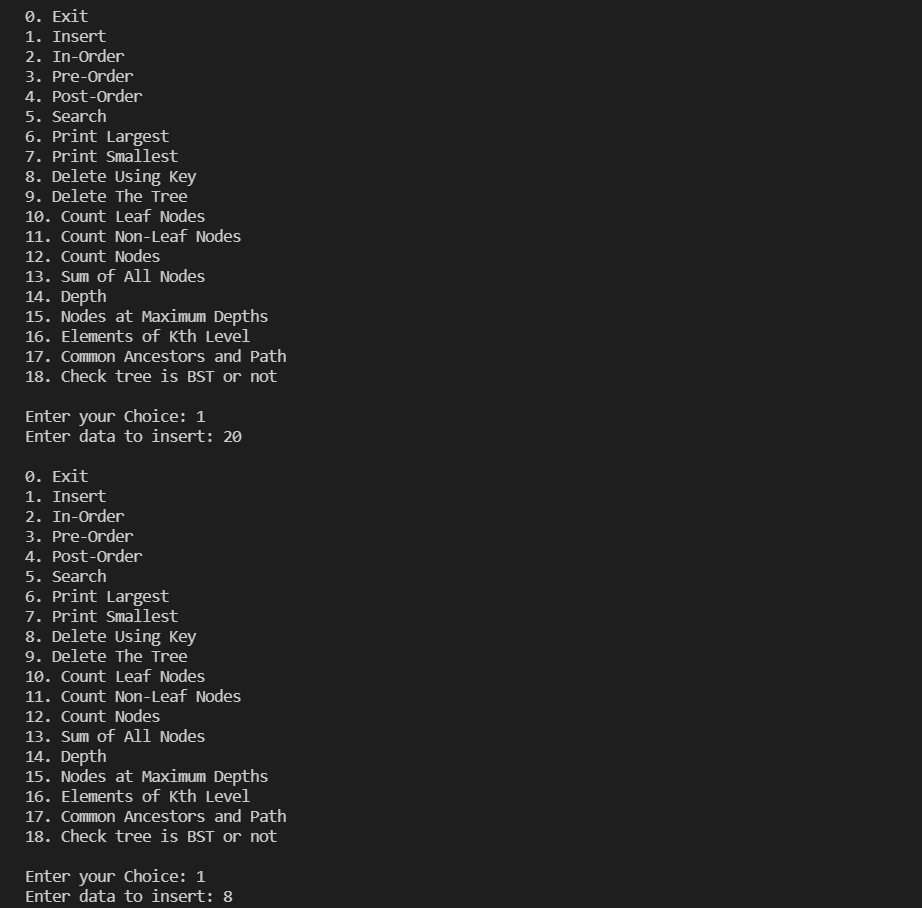 0. Exit
1. Insert
2. In-Order
3. Pre-Order
4. Post-Order
5. Search
6. Print Largest
7. Print Smallest
8. Delete Using Key
9. Delete The Tree
10. Count Leaf Nodes
11. Count Non-Leaf Nodes
12. Count Nodes
13. Sum of All Nodes
14. Depth
15. Nodes at Maximum Depths
16. Elements of Kth Level
17. Common Ancestors and Path
18. Check tree is BST or not
Enter your Choice: 1
Enter data to insert: 20
0. Exit
1. Insert
2. In-Order
3. Pre-Order
4. Post-Order
5. Search
6. Print Largest
7. Print Smallest
8. Delete Using Key
9. Delete The Tree
10. Count Leaf Nodes
11. Count Non-Leaf Nodes
12. Count Nodes
13. Sum of All Nodes
14. Depth
15. Nodes at Maximum Depths
16. Elements of Kth Level
17. Common Ancestors and Path
18. Check tree is BST or not
Enter your Choice: 1
Enter data to insert: 8